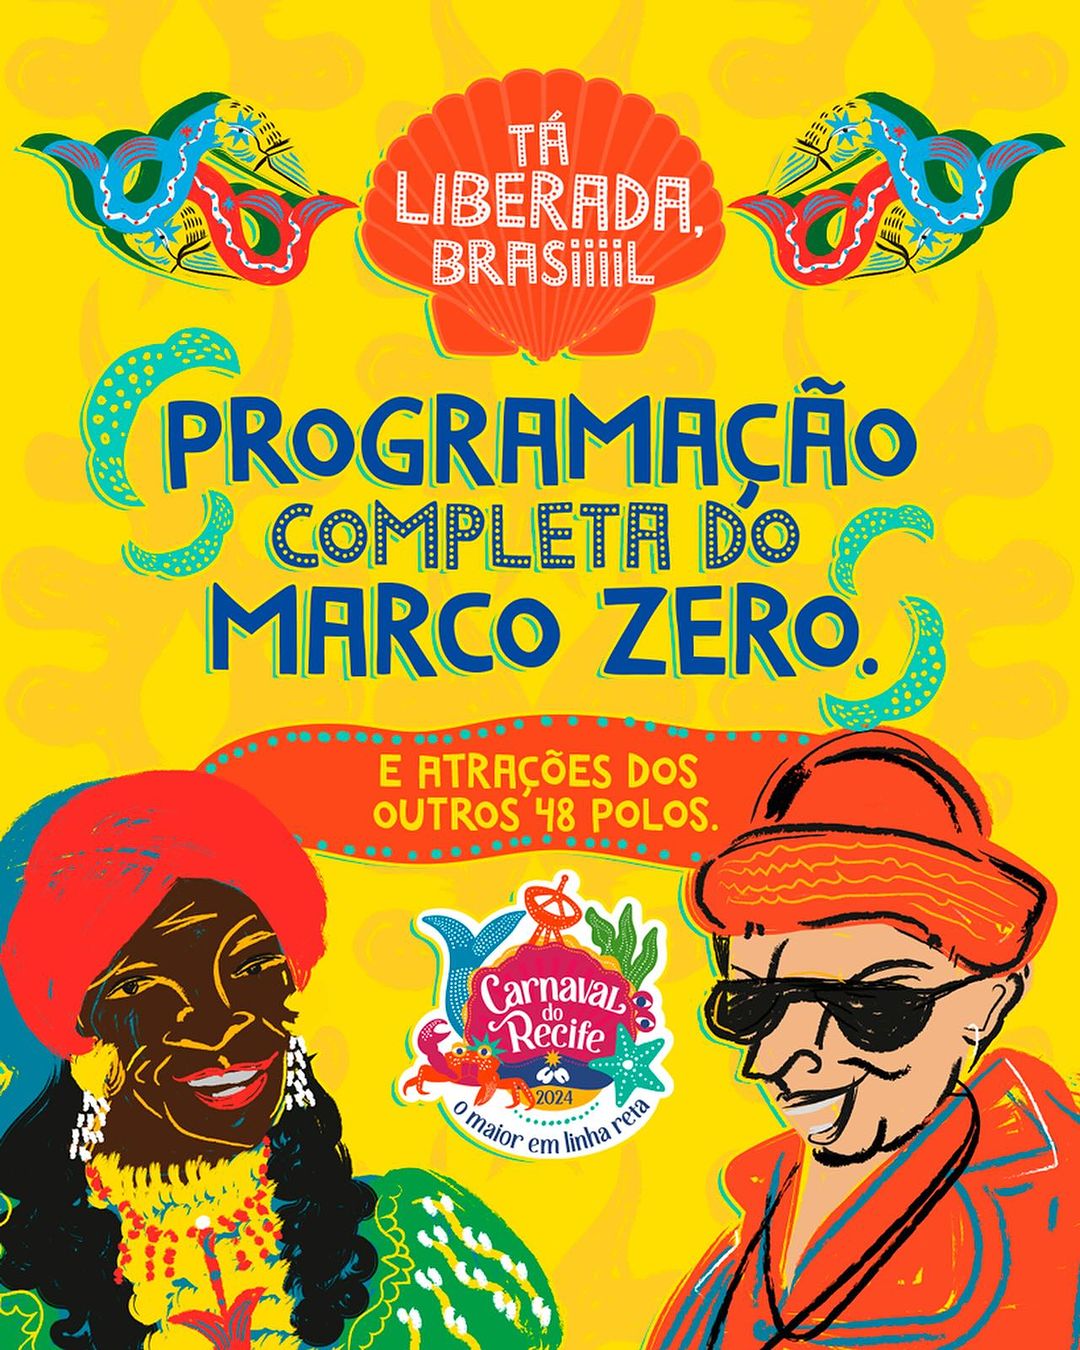 TÁ
LIBERADA,
BRASiiiiL
PROGRAMAÇÃO
COMPLETA DO
MARCO ZERO.
E ATRAÇÕES DOS
OUTROS 48 POLOS.
Carnaval
do
Recife
2024
o maior em linha reta